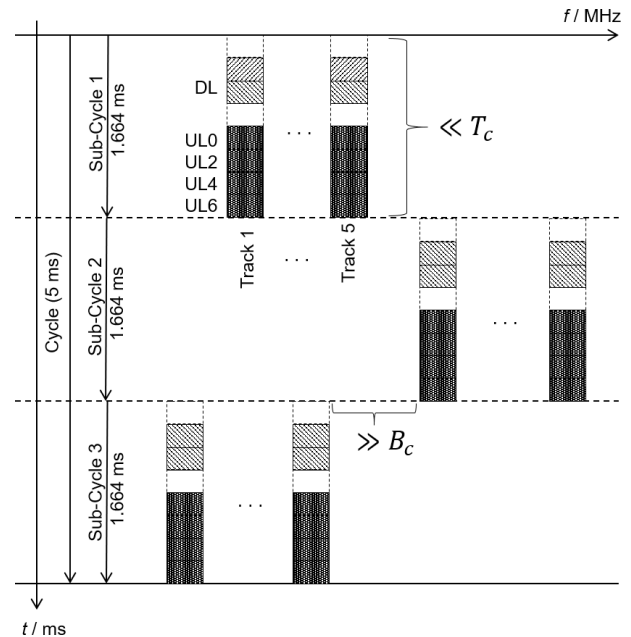 f / MHz
Cycle (5 ms)
Sub-Cycle 1
1.664 ms
DL
UL0
UL2
UL4
UL6
. . .
≪ T_c
Track 1
. . .
Track 5
Sub-Cycle 2
1.664 ms
. . .
≫ B_c
Sub-Cycle 3
1.664 ms
. . .
t / ms